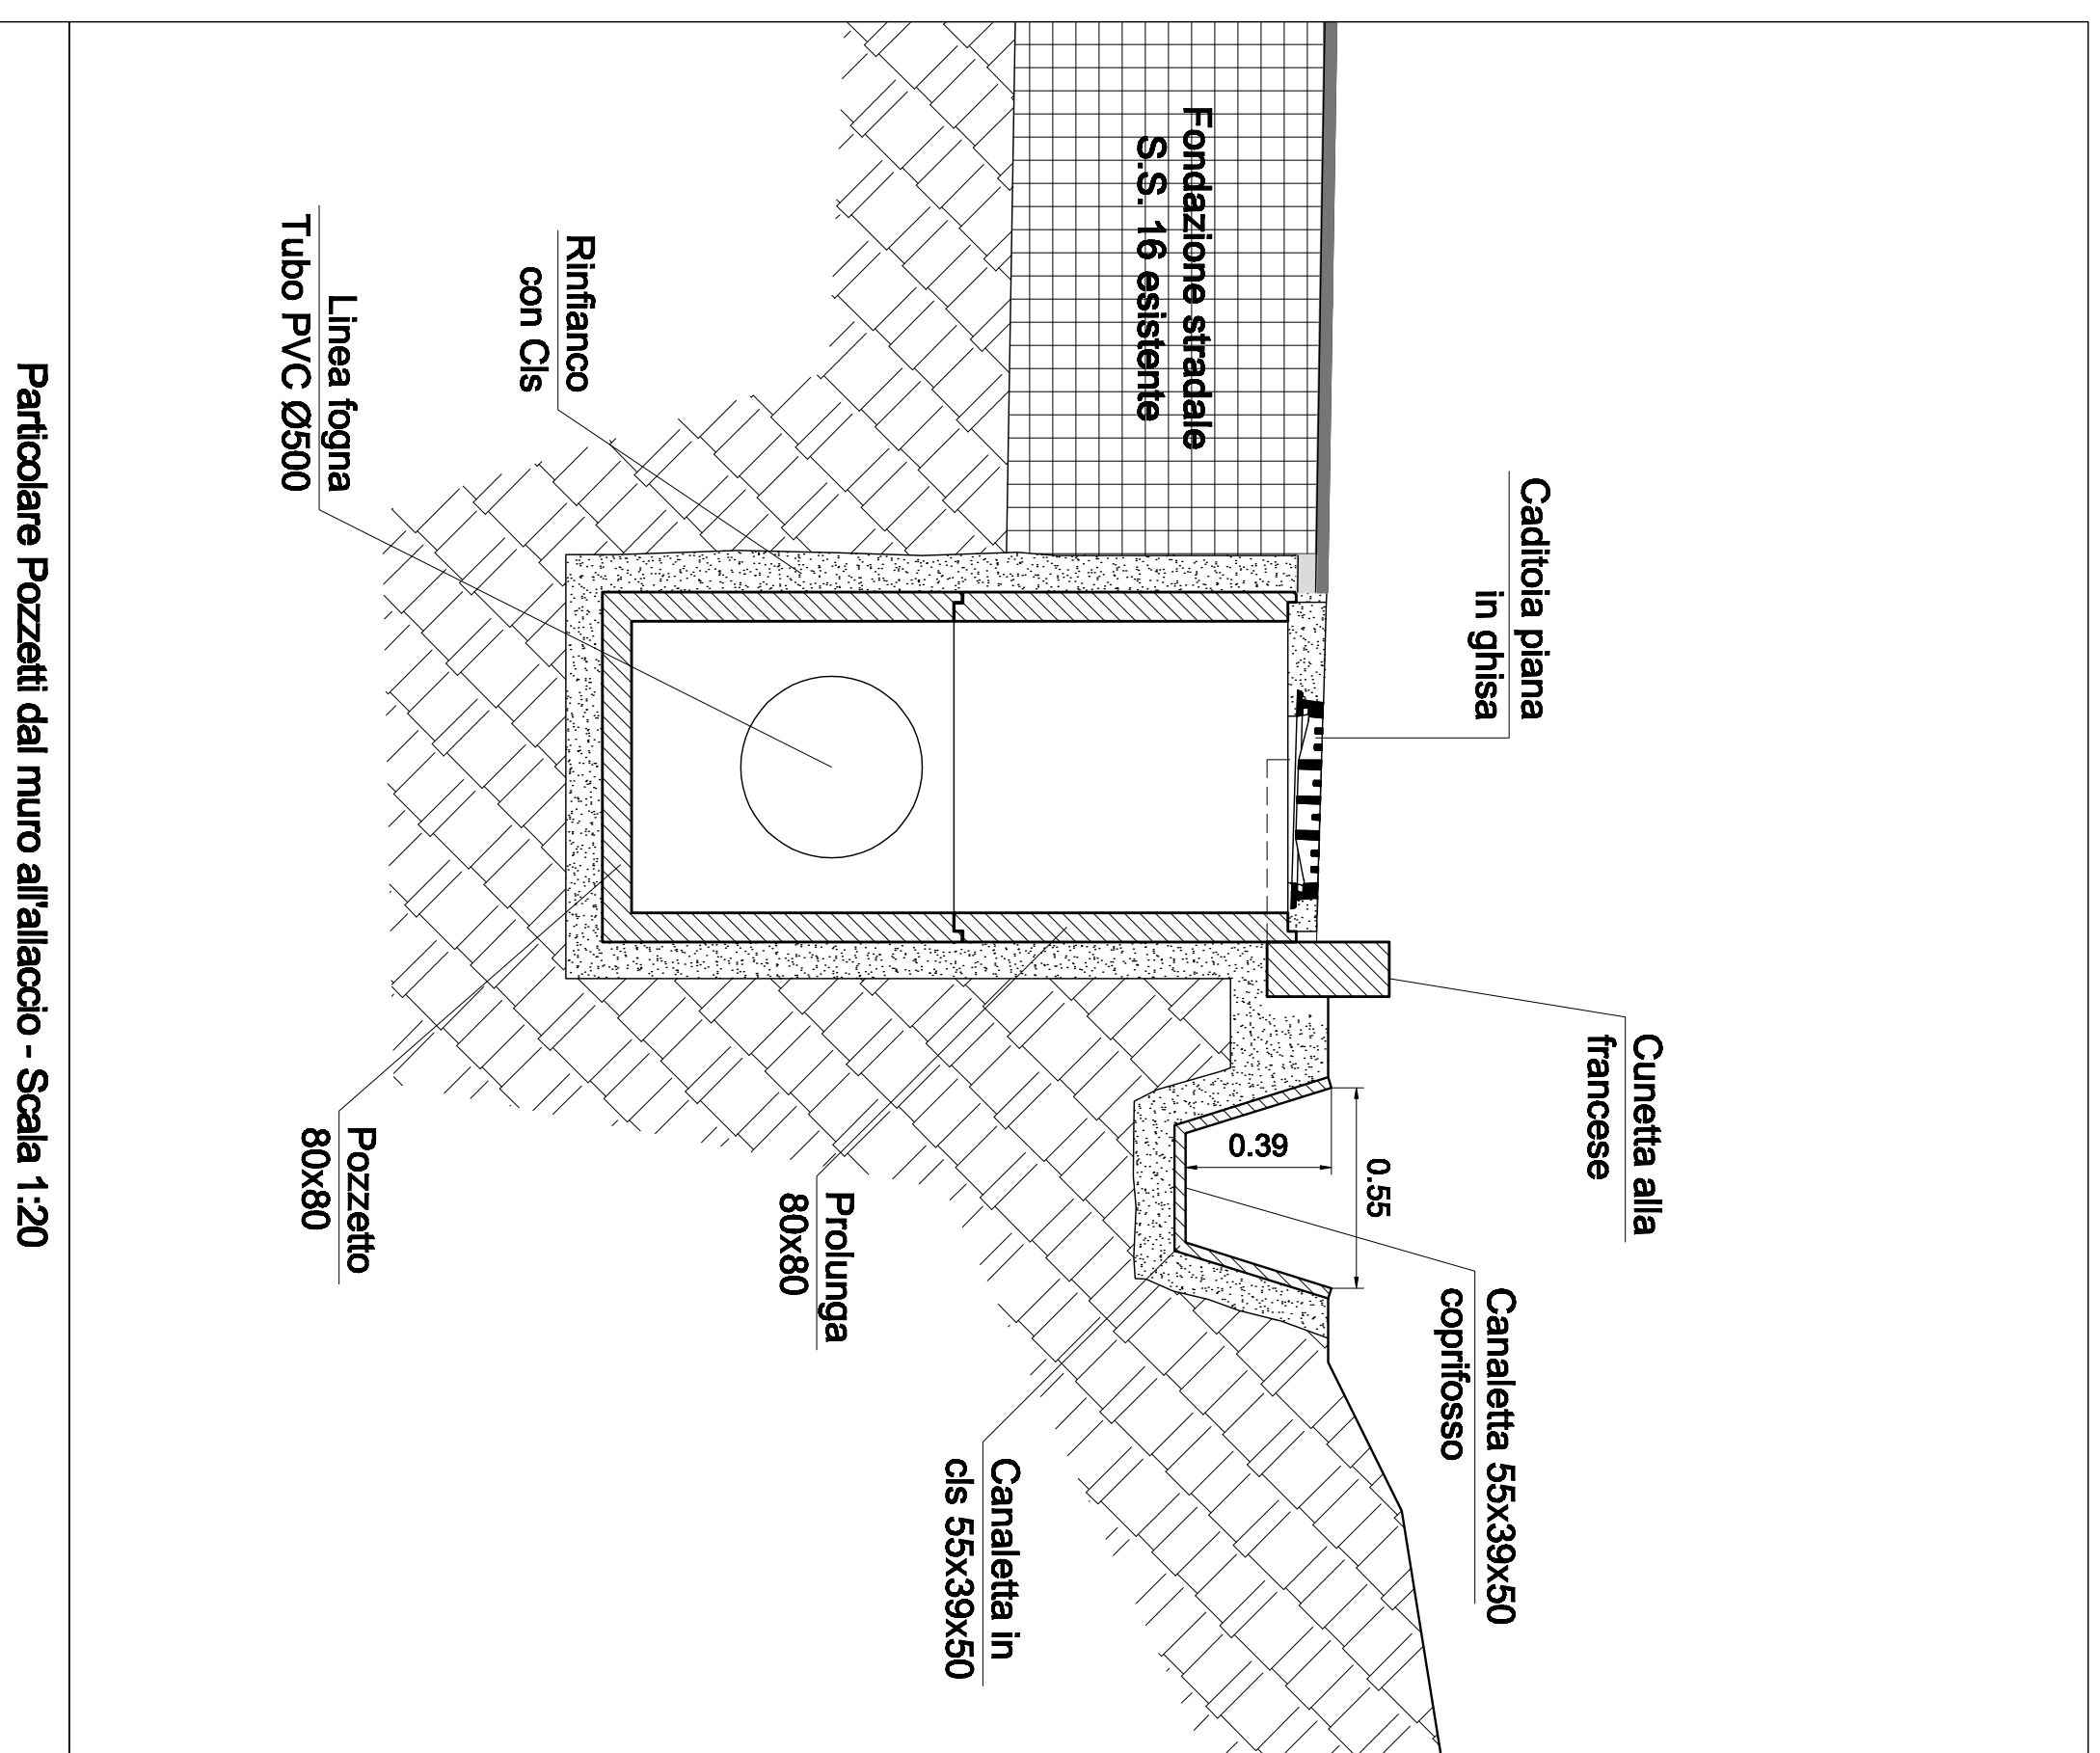 Cunetta alla
francese
Caditoia piana
in ghisa
Canaletta 55x39x50
coprifosso
0.55
0.39
Fondazione stradale
S.S. 16 esistente
Canaletta in
cls 55x39x50
Prolunga
80x80
Rinfianco
con Cls
Linea fogna
Tubo PVC Ø500
Pozzetto
80x80
Particolare Pozzetti dal muro all'allaccio - Scala 1:20